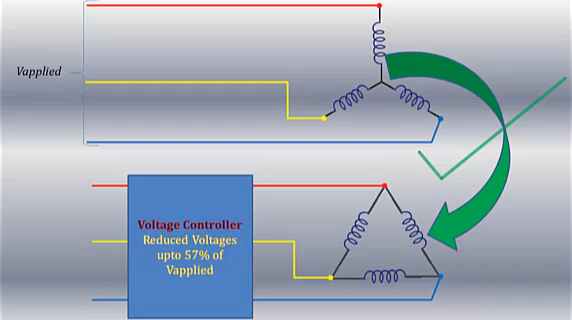 Vapplied
Voltage Controller
Reduced Voltages
upto 57% of
Vapplied